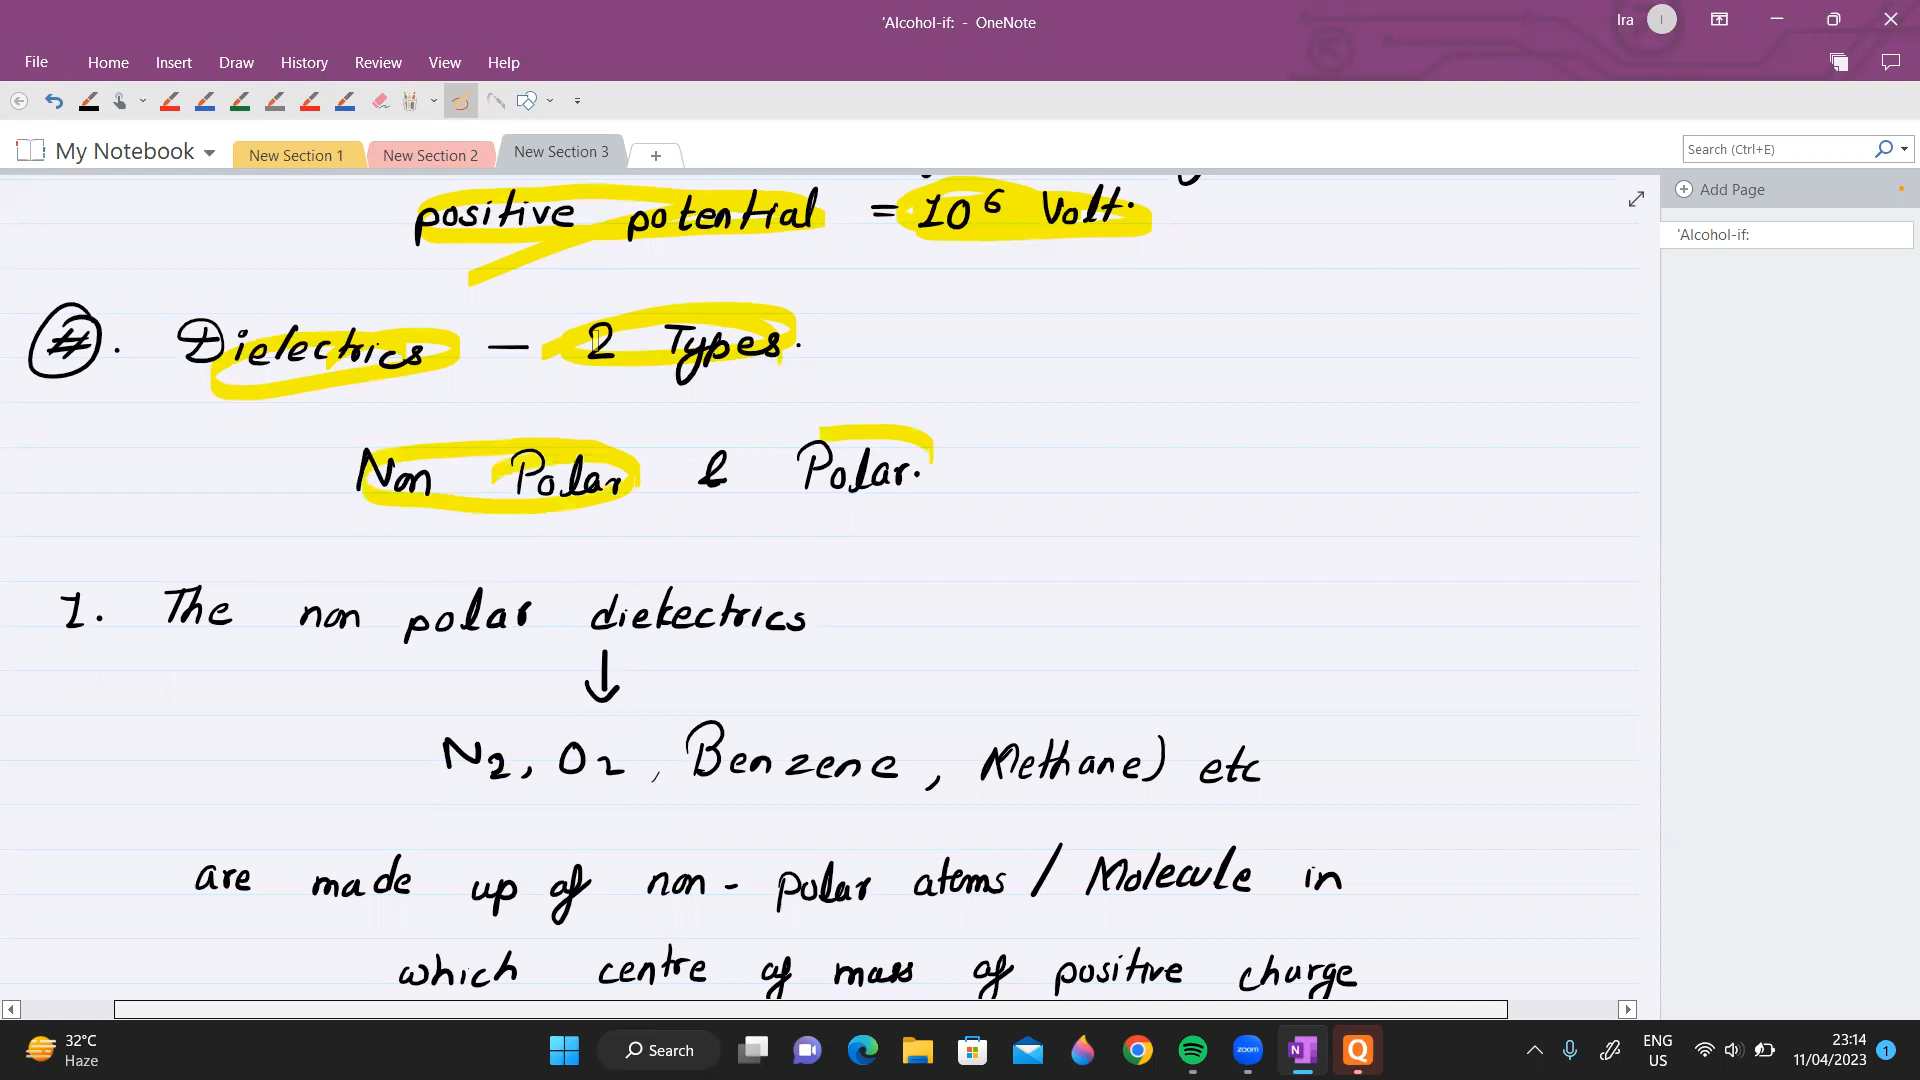 'Alcohol-if: - OneNote
Ira
I
File Home Insert Draw History Review View Help
My Notebook
New Section 1
New Section 2
New Section 3
Search (Ctrl+E)
Add Page
'Alcohol-if:
positive potential = 10⁶ Volt.
#. Dielectrics - 2 Types.
Non Polar & Polar.
1. The non polar dielectrics
↓
N2, O2, Benzene, Methane) etc
are made up of non-polar atoms / Molecule in
which centre of mass of positive charge
32°C
Haze
Search
zoom
N
Q
ENG
US
23:14
11/04/2023
1